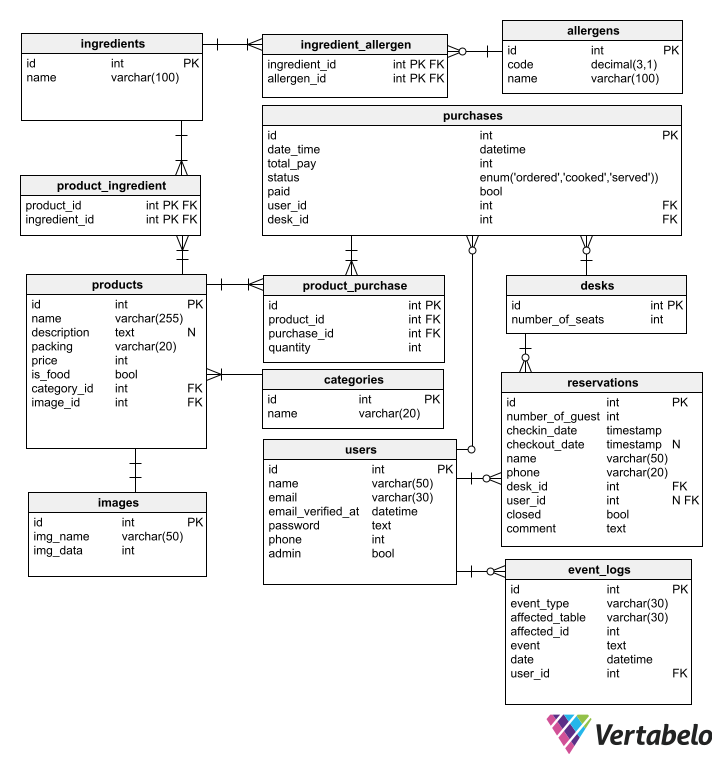 ingredients
id int PK
name varchar(100)
ingredient_allergen
ingredient_id int PK FK
allergen_id int PK FK
allergens
id int PK
code decimal(3,1)
name varchar(100)
purchases
id int PK
date_time datetime
total_pay int
status enum('ordered','cooked','served'))
paid bool
user_id int FK
desk_id int FK
product_ingredient
product_id int PK FK
ingredient_id int PK FK
products
id int PK
name varchar(255)
description text N
packing varchar(20)
price int
is_food bool
category_id int FK
image_id int FK
product_purchase
id int PK
product_id int FK
purchase_id int FK
quantity int
desks
id int PK
number_of_seats int
categories
id int PK
name varchar(20)
reservations
id int PK
number_of_guest int
checkin_date timestamp
checkout_date timestamp N
name varchar(50)
phone varchar(20)
desk_id int FK
user_id int N FK
closed bool
comment text
users
id int PK
name varchar(50)
email varchar(30)
email_verified_at datetime
password text
phone int
admin bool
images
id int PK
img_name varchar(50)
img_data int
event_logs
id int PK
event_type varchar(30)
affected_table varchar(30)
affected_id int
event text
date datetime
user_id int FK
Vertabelo